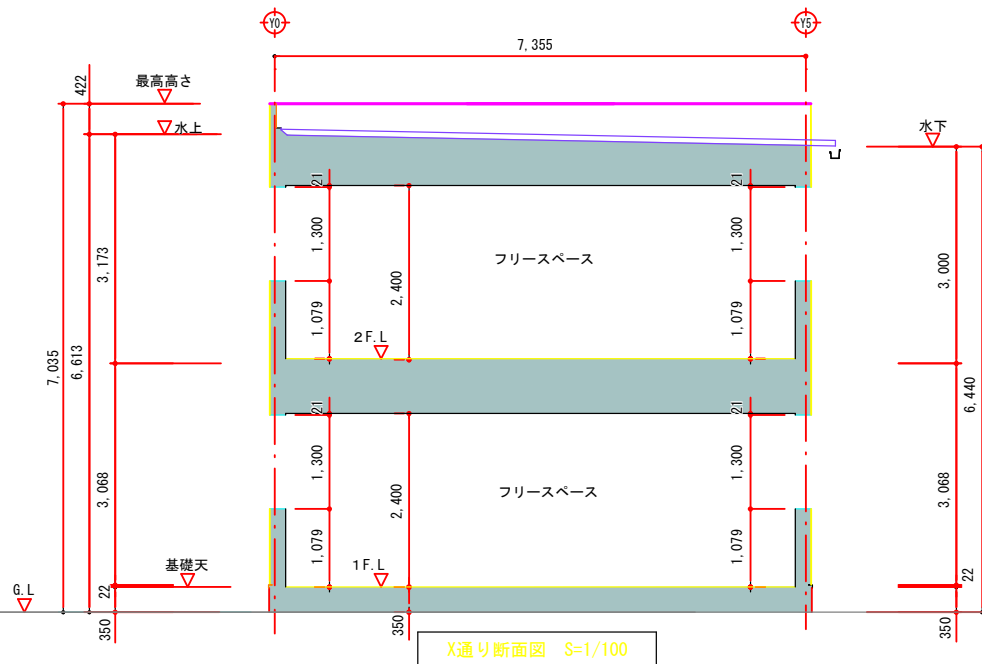 Y0
Y5
7,355
422
最高高さ
水上
水下
21
21
1,300
1,300
3,173
3,000
フリースペース
2,400
1,079
1,079
2F.L
7,035
6,613
6,440
21
21
1,300
1,300
フリースペース
2,400
3,068
3,068
1,079
1,079
基礎天
1F.L
22
22
G.L
350
350
350
X通り断面図 S=1/100